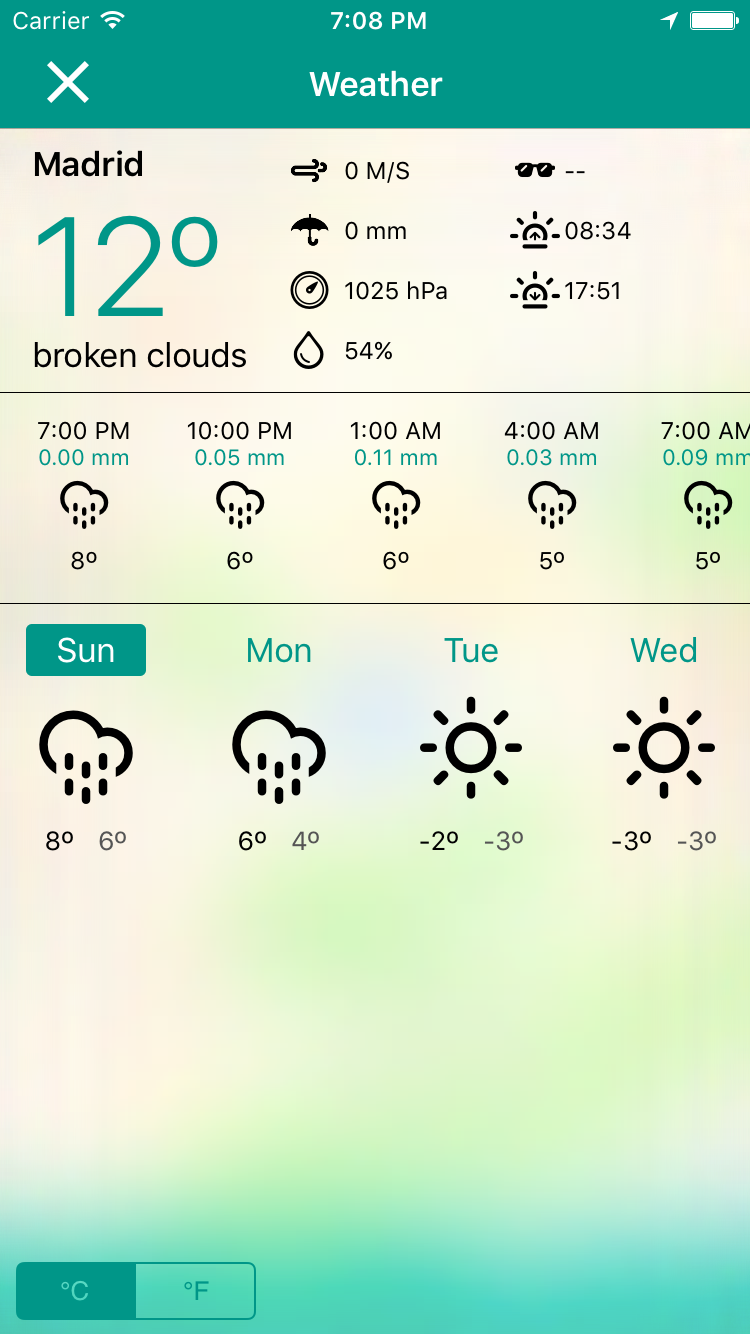 Carrier 7:08 PM
Weather
Madrid
12º
broken clouds
0 M/S
--
0 mm
08:34
1025 hPa
17:51
54%
7:00 PM 10:00 PM 1:00 AM 4:00 AM 7:00 AM
0.00 mm 0.05 mm 0.11 mm 0.03 mm 0.09 mm
8º 6º 6º 5º 5º
Sun Mon Tue Wed
8º 6º 6º 4º -2º -3º -3º -3º
°C °F